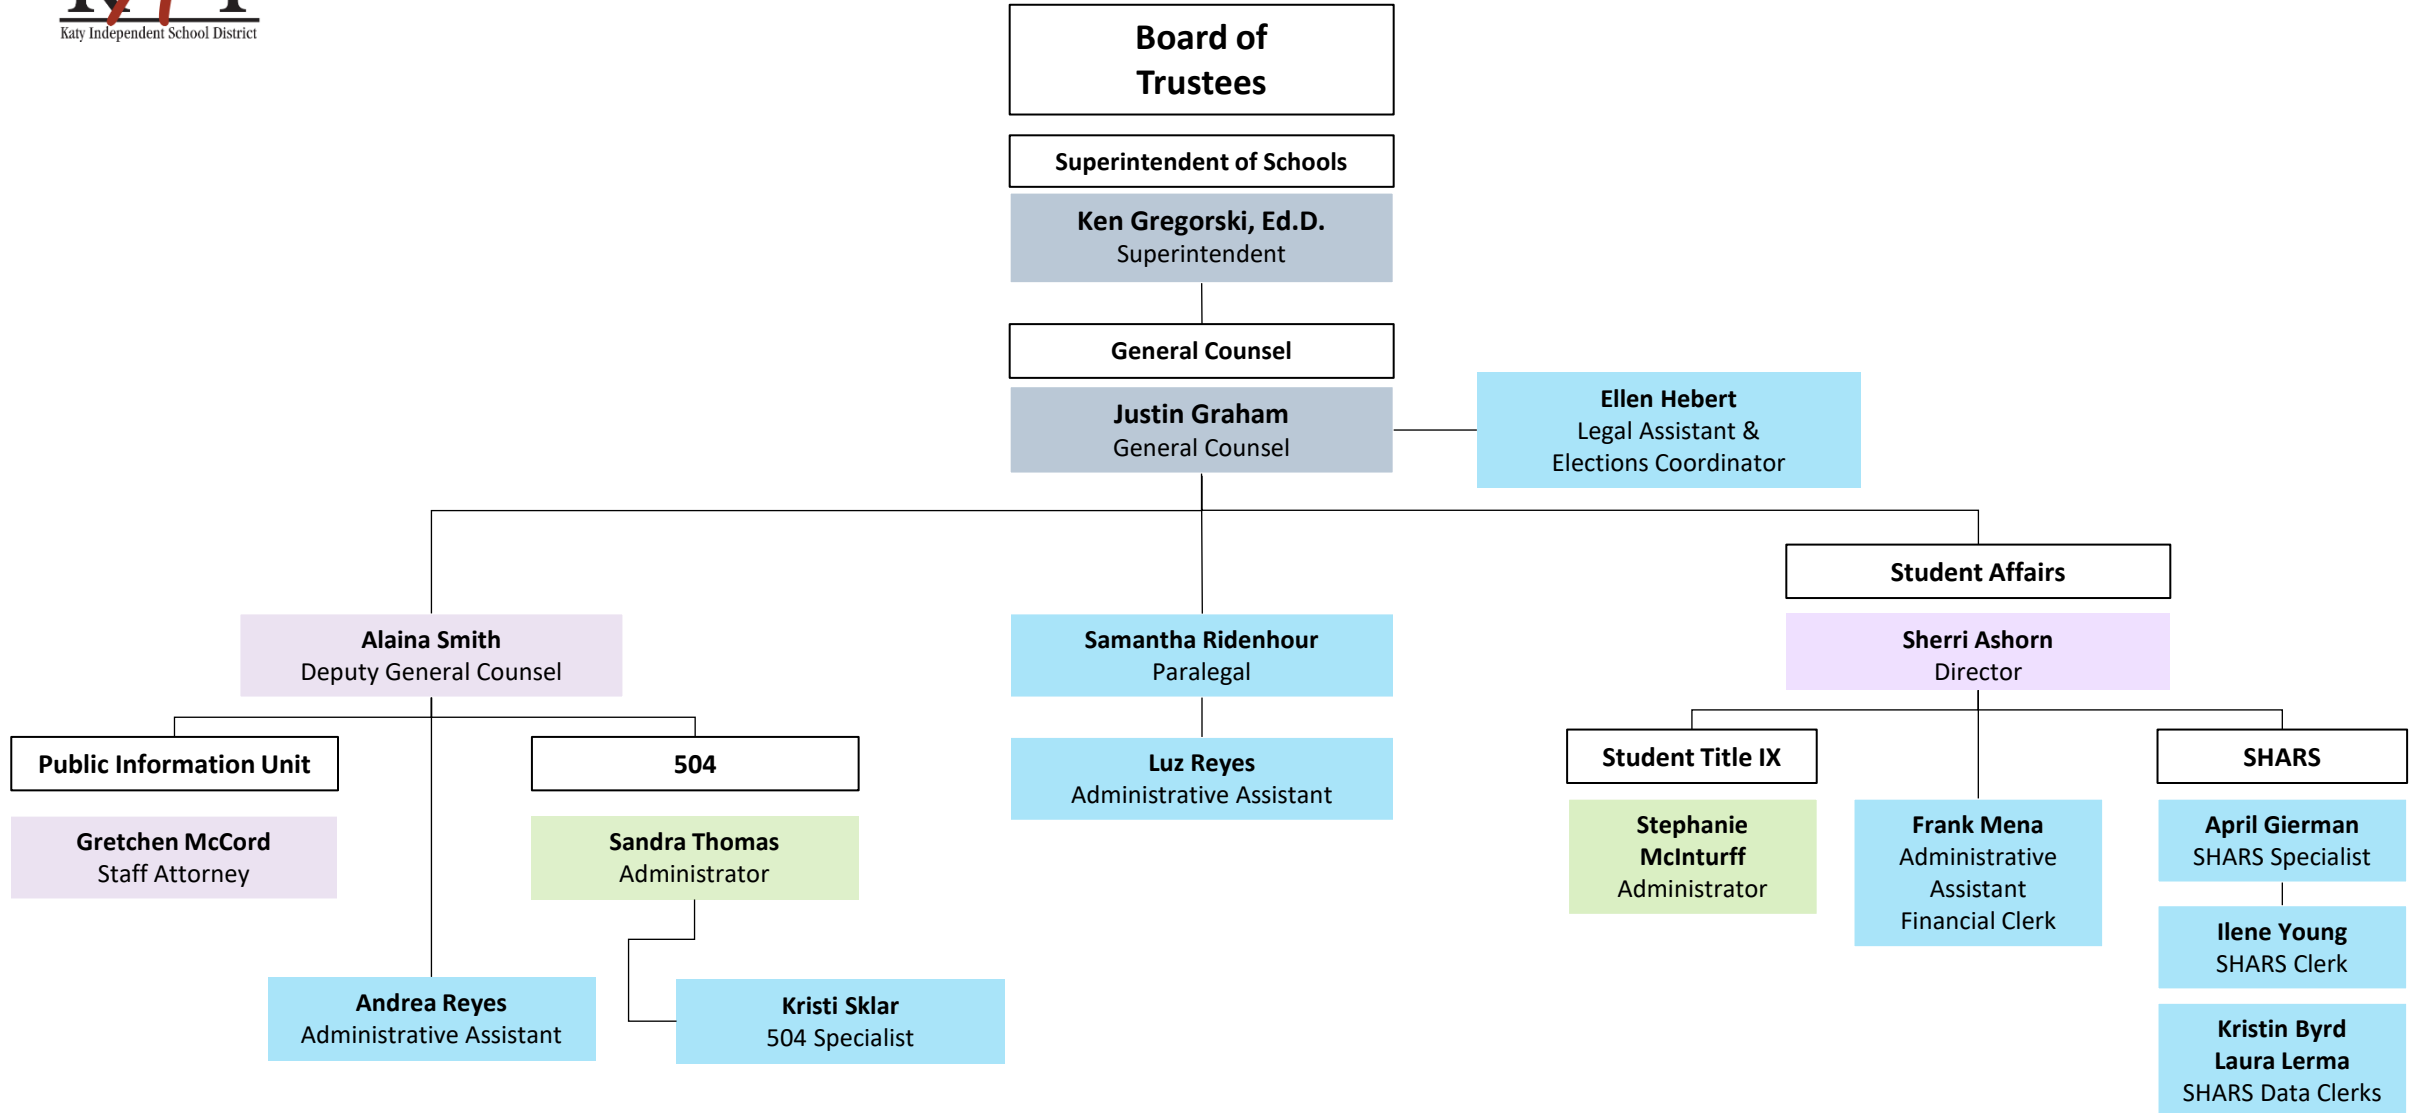 Katy Independent School District
Board of
Trustees
Superintendent of Schools
Ken Gregorski, Ed.D.
Superintendent
General Counsel
Justin Graham
General Counsel
Ellen Hebert
Legal Assistant &
Elections Coordinator
Student Affairs
Alaina Smith
Deputy General Counsel
Samantha Ridenhour
Paralegal
Sherri Ashorn
Director
Public Information Unit
504
Luz Reyes
Administrative Assistant
Student Title IX
SHARS
Gretchen McCord
Staff Attorney
Sandra Thomas
Administrator
Stephanie
McInturff
Administrator
Frank Mena
Administrative
Assistant
Financial Clerk
April Gierman
SHARS Specialist
Ilene Young
SHARS Clerk
Andrea Reyes
Administrative Assistant
Kristi Sklar
504 Specialist
Kristin Byrd
Laura Lerma
SHARS Data Clerks